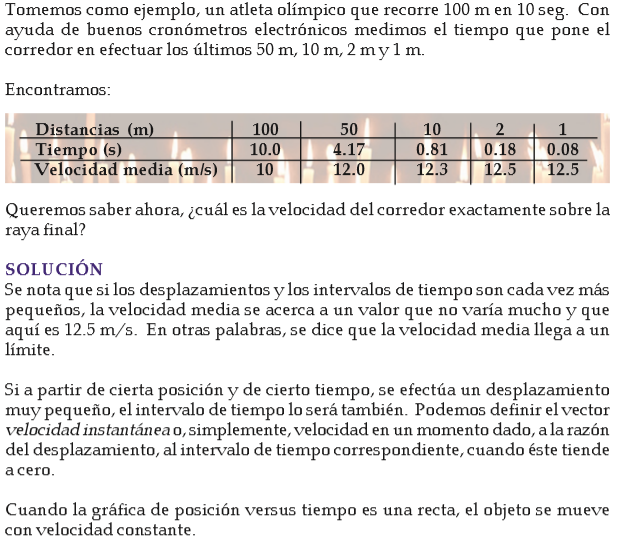 Tomemos como ejemplo, un atleta olímpico que recorre 100 m en 10 seg. Con
ayuda de buenos cronómetros electrónicos medimos el tiempo que pone el
corredor en efectuar los últimos 50 m, 10 m, 2 m y 1 m.
Encontramos:
Distancias (m) 100 50 10 2 1
Tiempo (s) 10.0 4.17 0.81 0.18 0.08
Velocidad media (m/s) 10 12.0 12.3 12.5 12.5
Queremos saber ahora, ¿cuál es la velocidad del corredor exactamente sobre la
raya final?
SOLUCIÓN
Se nota que si los desplazamientos y los intervalos de tiempo son cada vez más
pequeños, la velocidad media se acerca a un valor que no varía mucho y que
aquí es 12.5 m/s. En otras palabras, se dice que la velocidad media llega a un
límite.
Si a partir de cierta posición y de cierto tiempo, se efectúa un desplazamiento
muy pequeño, el intervalo de tiempo lo será también. Podemos definir el vector
velocidad instantánea o, simplemente, velocidad en un momento dado, a la razón
del desplazamiento, al intervalo de tiempo correspondiente, cuando éste tiende
a cero.
Cuando la gráfica de posición versus tiempo es una recta, el objeto se mueve
con velocidad constante.